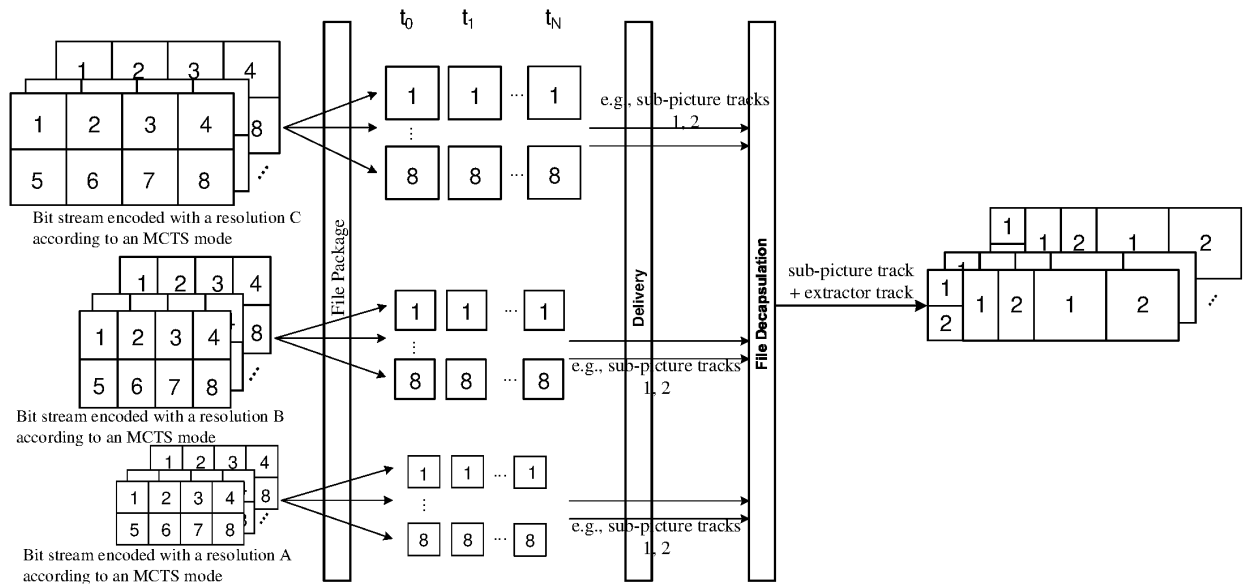 t0 t1 tN
1 2 3 4
8
1 2 3 4
5 6 7 8
Bit stream encoded with a resolution C
according to an MCTS mode
1 1 ... 1
8 8 ... 8
e.g., sub-picture tracks
1, 2
File Package
Delivery
File Decapsulation
1 2 3 4
8
1 2 3 4
5 6 7 8
Bit stream encoded with a resolution B
according to an MCTS mode
1 1 ... 1
8 8 ... 8
e.g., sub-picture tracks
1, 2
1 2 3 4
8
1 2 3 4
5 6 7 8
Bit stream encoded with a resolution A
according to an MCTS mode
1 1 ... 1
8 8 ... 8
e.g., sub-picture tracks
1, 2
sub-picture track
+ extractor track
1 1 2 1 2
1
2 1 2 1 2